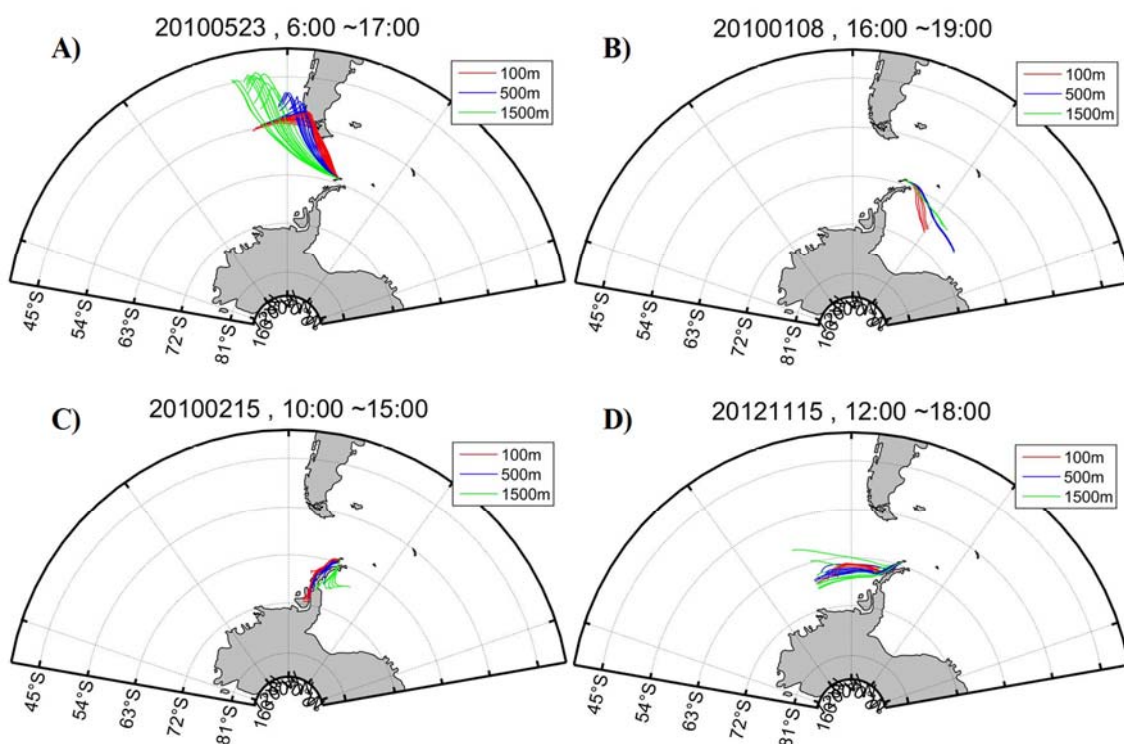 A)
20100523 , 6:00 ~17:00
100m
500m
1500m
45°S
54°S
63°S
72°S
81°S
B)
20100108 , 16:00 ~19:00
100m
500m
1500m
45°S
54°S
63°S
72°S
81°S
C)
20100215 , 10:00 ~15:00
100m
500m
1500m
45°S
54°S
63°S
72°S
81°S
D)
20121115 , 12:00 ~18:00
100m
500m
1500m
45°S
54°S
63°S
72°S
81°S